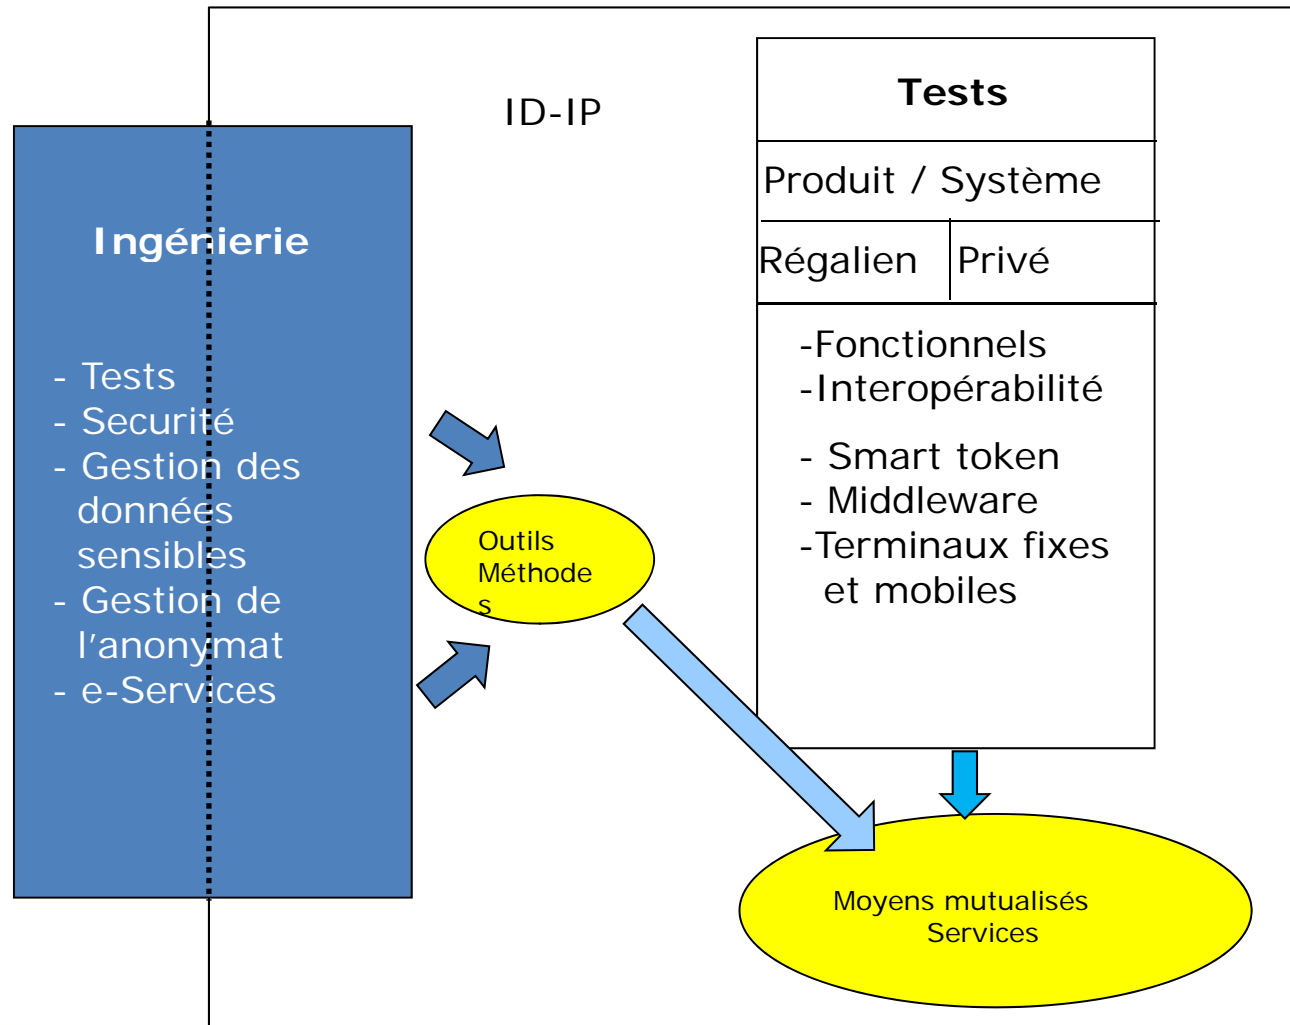 ID-IP
Ingénierie
- Tests
- Securité
- Gestion des
données
sensibles
- Gestion de
l'anonymat
- e-Services
Outils
Méthode
s
Tests
Produit / Système
Régalien Privé
-Fonctionnels
-Interopérabilité
- Smart token
- Middleware
-Terminaux fixes
et mobiles
Moyens mutualisés
Services